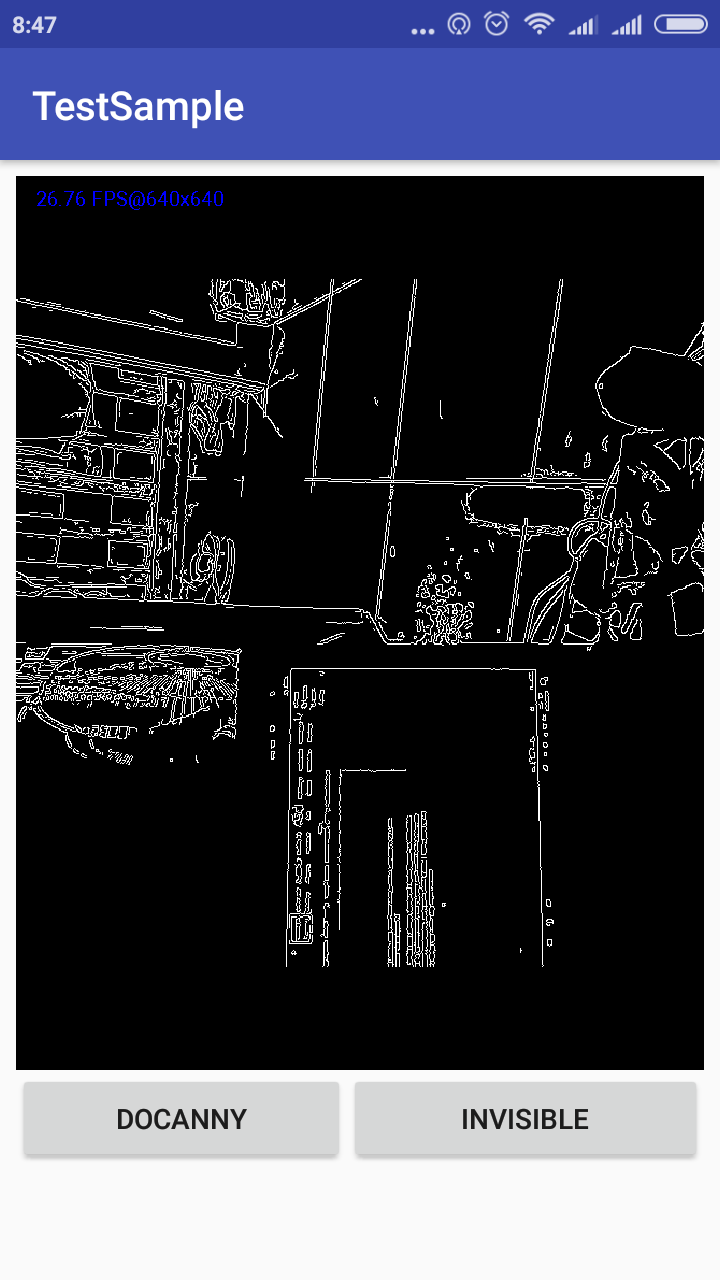 8:47
TestSample
26.76 FPS@640x640
DOCANNY
INVISIBLE